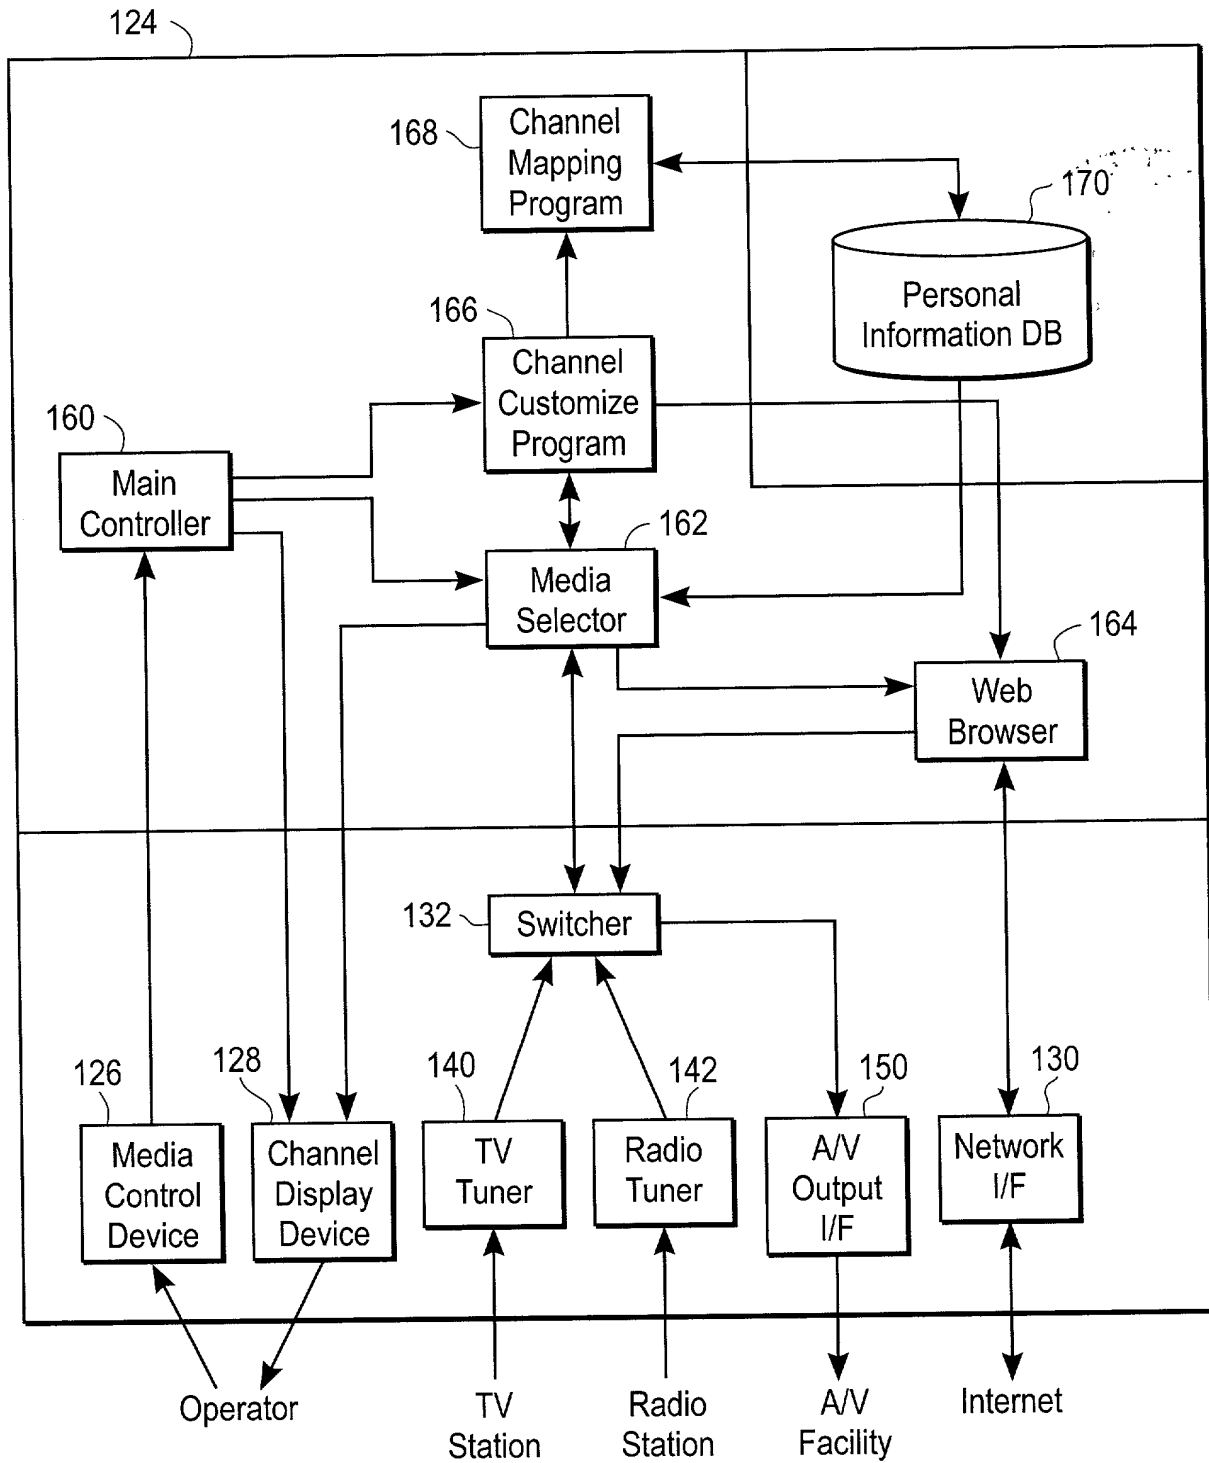 124
168
Channel
Mapping
Program
170
Personal
Information DB
166
Channel
Customize
Program
160
Main
Controller
162
Media
Selector
164
Web
Browser
132
Switcher
126
Media
Control
Device
128
Channel
Display
Device
140
TV
Tuner
142
Radio
Tuner
150
A/V
Output
I/F
130
Network
I/F
Operator
TV
Station
Radio
Station
A/V
Facility
Internet